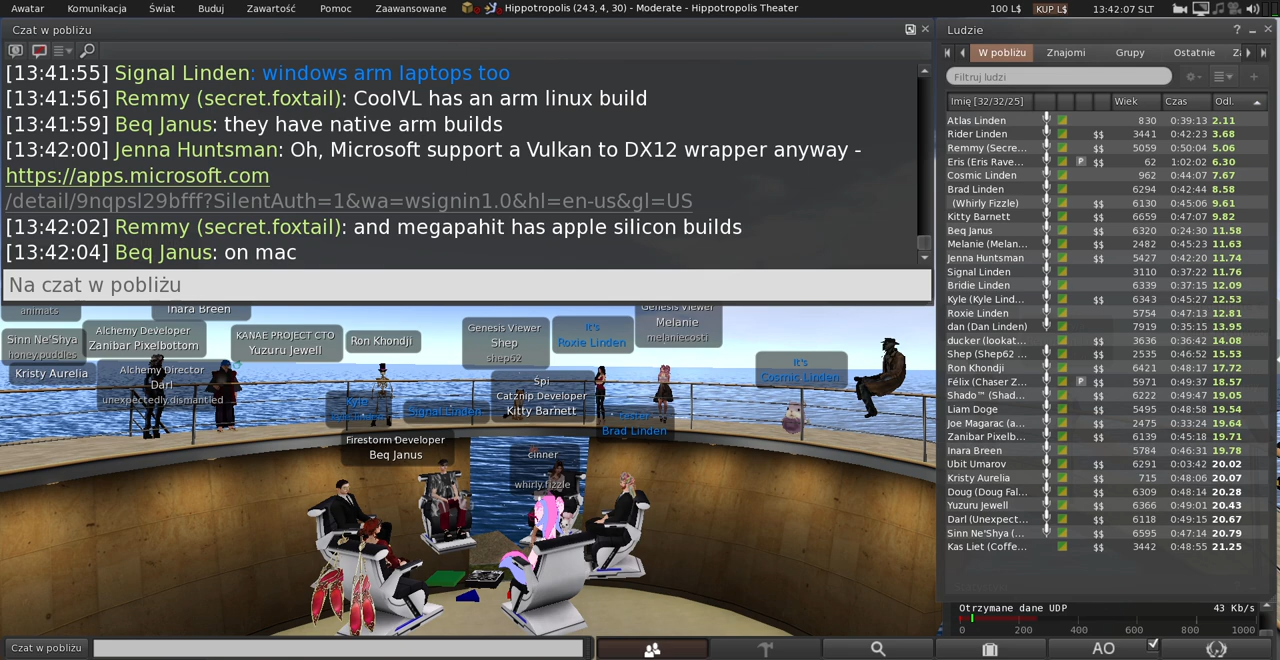 Awatar Komunikacja Świat Buduj Zawartość Pomoc Zaawansowane Hippotropolis (243, 4, 30) - Moderate - Hippotropolis Theater 100 L$ KUP L$ 13:42:07 SLT
Czat w pobliżu
[13:41:55] Signal Linden: windows arm laptops too
[13:41:56] Remmy (secret.foxtail): CoolVL has an arm linux build
[13:41:59] Beq Janus: they have native arm builds
[13:42:00] Jenna Huntsman: Oh, Microsoft support a Vulkan to DX12 wrapper anyway -
https://apps.microsoft.com
/detail/9nqpsl29bfff?SilentAuth=1&wa=wsignin1.0&hl=en-us&gl=US
[13:42:02] Remmy (secret.foxtail): and megapahit has apple silicon builds
[13:42:04] Beq Janus: on mac
Na czat w pobliżu
animats
Inara Breen
Sinn Ne'Shya
honey.puddles
Alchemy Developer
Zanibar Pixelbottom
KANAE PROJECT CTO
Yuzuru Jewell
Ron Khondji
Genesis Viewer
Shep
shep62
It's
Roxie Linden
Genesis Viewer
Melanie
melaniecosti
It's
Cosmic Linden
Kristy Aurelia
Alchemy Director
Darl
unexpectedly.dismantled
Kyle
Signal Linden
Śpi
Catznip Developer
Kitty Barnett
Brad Linden
Firestorm Developer
Beq Janus
cinner
whirly.fizzle
Ludzie
W pobliżu Znajomi Grupy Ostatnie
Filtruj ludzi
Imię [32/32/25] Wiek Czas Odl.
Atlas Linden 830 0:39:13 2.11
Rider Linden $$ 3441 0:42:23 3.68
Remmy (Secre... $$ 5059 0:50:04 5.06
Eris (Eris Rave... P $$ 62 1:02:02 6.30
Cosmic Linden 962 0:44:07 7.67
Brad Linden 6294 0:42:44 8.58
(Whirly Fizzle) $$ 6130 0:45:06 9.61
Kitty Barnett $$ 6659 0:47:07 9.82
Beq Janus $$ 6320 0:24:30 11.58
Melanie (Melan... $$ 2482 0:45:23 11.63
Jenna Huntsman $$ 5427 0:42:20 11.74
Signal Linden 3110 0:37:22 11.76
Bridie Linden 6339 0:37:15 12.09
Kyle (Kyle Lind... $$ 6343 0:45:27 12.53
Roxie Linden 5754 0:47:13 12.81
dan (Dan Linden) 7919 0:35:15 13.95
ducker (lookat... $$ 3636 0:36:42 14.08
Shep (Shep62 ... $$ 2535 0:46:52 15.53
Ron Khondji $$ 6421 0:48:17 17.72
Félix (Chaser Z... P $$ 5971 0:49:37 18.57
Shado™ (Shad... $$ 6222 0:49:47 19.05
Liam Doge $$ 5495 0:48:58 19.54
Joe Magarac (a... $$ 2475 0:33:24 19.64
Zanibar Pixelb... $$ 6139 0:45:18 19.71
Inara Breen 5784 0:46:31 19.78
Ubit Umarov $$ 6291 0:03:42 20.02
Kristy Aurelia $$ 715 0:48:06 20.07
Doug (Doug Fal... $$ 6309 0:48:14 20.28
Yuzuru Jewell $$ 6366 0:49:01 20.43
Darl (Unexpect... $$ 6118 0:49:15 20.67
Sinn Ne'Shya (... $$ 6595 0:47:14 20.79
Kas Liet (Coffe... $$ 3442 0:48:55 21.25
Otrzymane dane UDP 43 Kb/s
0 200 400 600 800 1000
Czat w pobliżu
AO